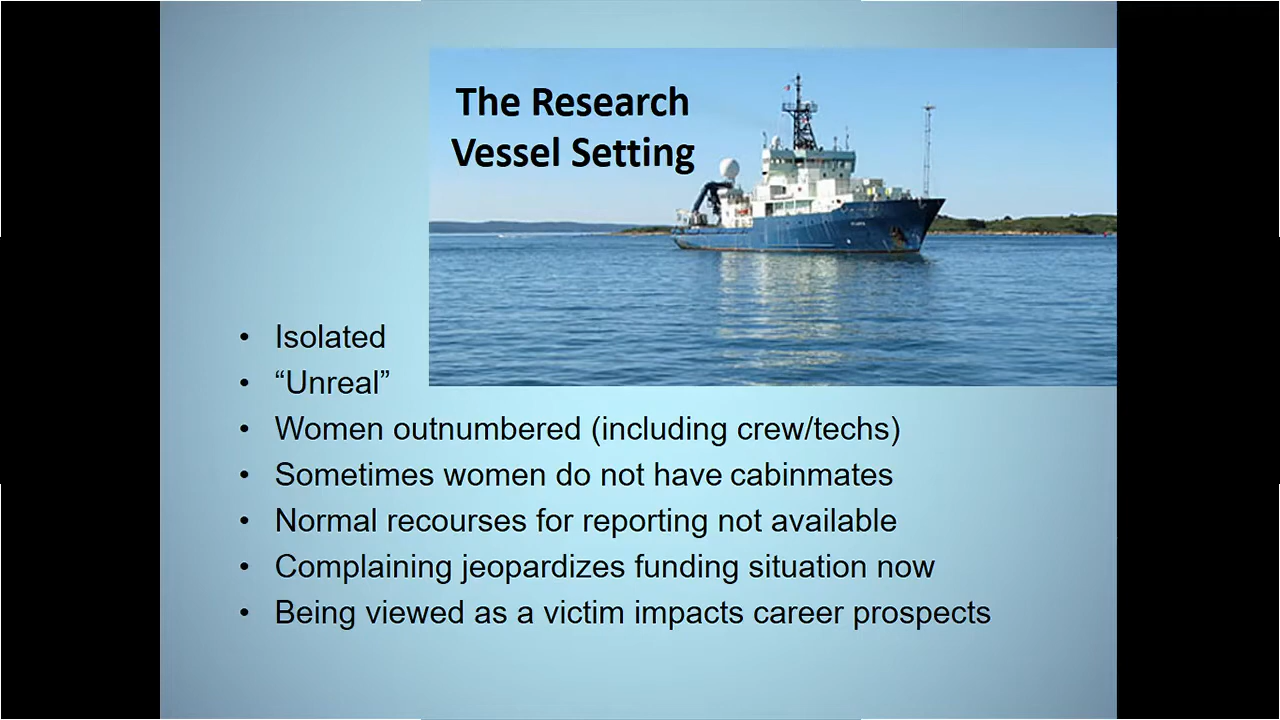 The Research
Vessel Setting
• Isolated
• “Unreal”
• Women outnumbered (including crew/techs)
• Sometimes women do not have cabinmates
• Normal recourses for reporting not available
• Complaining jeopardizes funding situation now
• Being viewed as a victim impacts career prospects